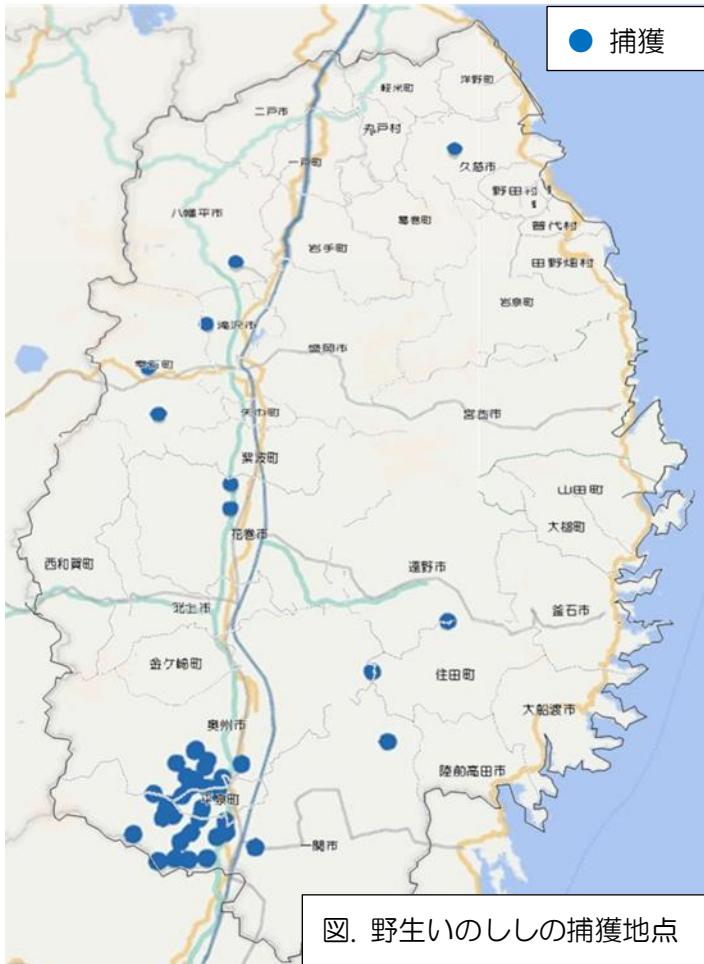 ● 捕獲
洋野町
軽米町
二戸市
九戸村
一戸町
久慈市
野田村
八幡平市
葛巻町
普代村
岩手町
田野畑村
岩泉町
滝沢市
盛岡市
雫石町
矢巾町
宮古市
紫波町
山田町
大槌町
花巻市
西和賀町
遠野市
北上市
釜石市
金ケ崎町
住田町
大船渡市
奥州市
陸前高田市
平泉町
一関市
図. 野生いのししの捕獲地点